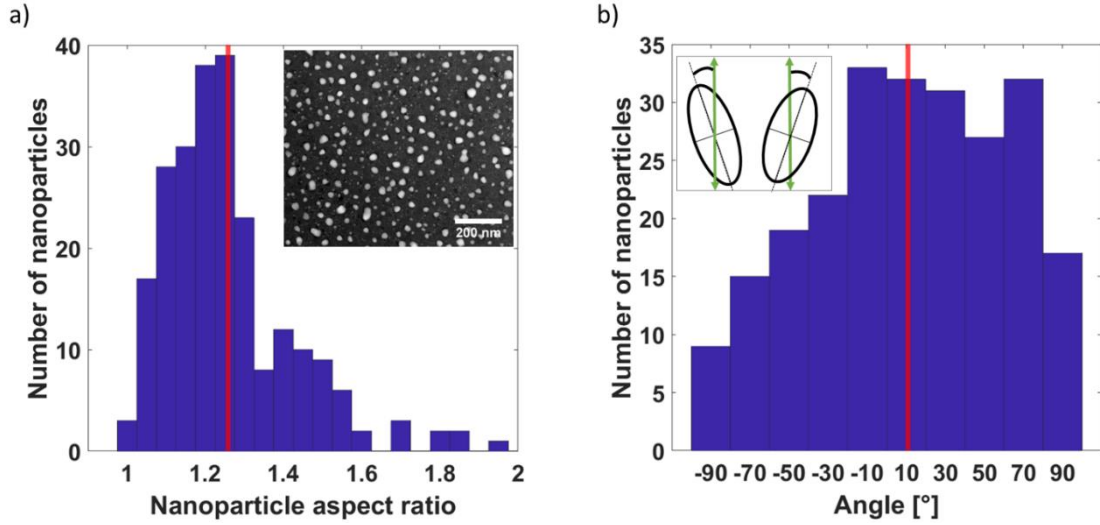 a)
40
30
20
10
0
Number of nanoparticles
200 nm
1 1.2 1.4 1.6 1.8 2
Nanoparticle aspect ratio
b)
35
30
25
20
15
10
5
0
Number of nanoparticles
-90 -70 -50 -30 -10 10 30 50 70 90
Angle [°]